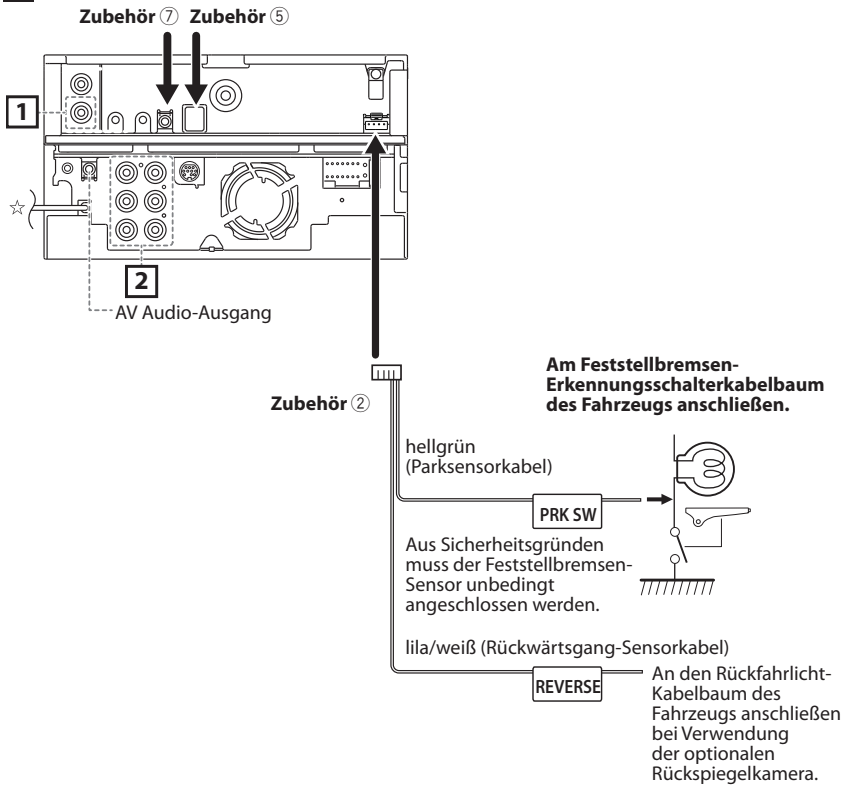 Zubehör ⑦ Zubehör ⑤
1
☆
2
AV Audio-Ausgang
Zubehör ②
Am Feststellbremsen-
Erkennungsschalterkabelbaum
des Fahrzeugs anschließen.
hellgrün
(Parksensorkabel)
PRK SW
Aus Sicherheitsgründen
muss der Feststellbremsen-
Sensor unbedingt
angeschlossen werden.
lila/weiß (Rückwärtsgang-Sensorkabel)
REVERSE
An den Rückfahrlicht-
Kabelbaum des
Fahrzeugs anschließen
bei Verwendung
der optionalen
Rückspiegelkamera.